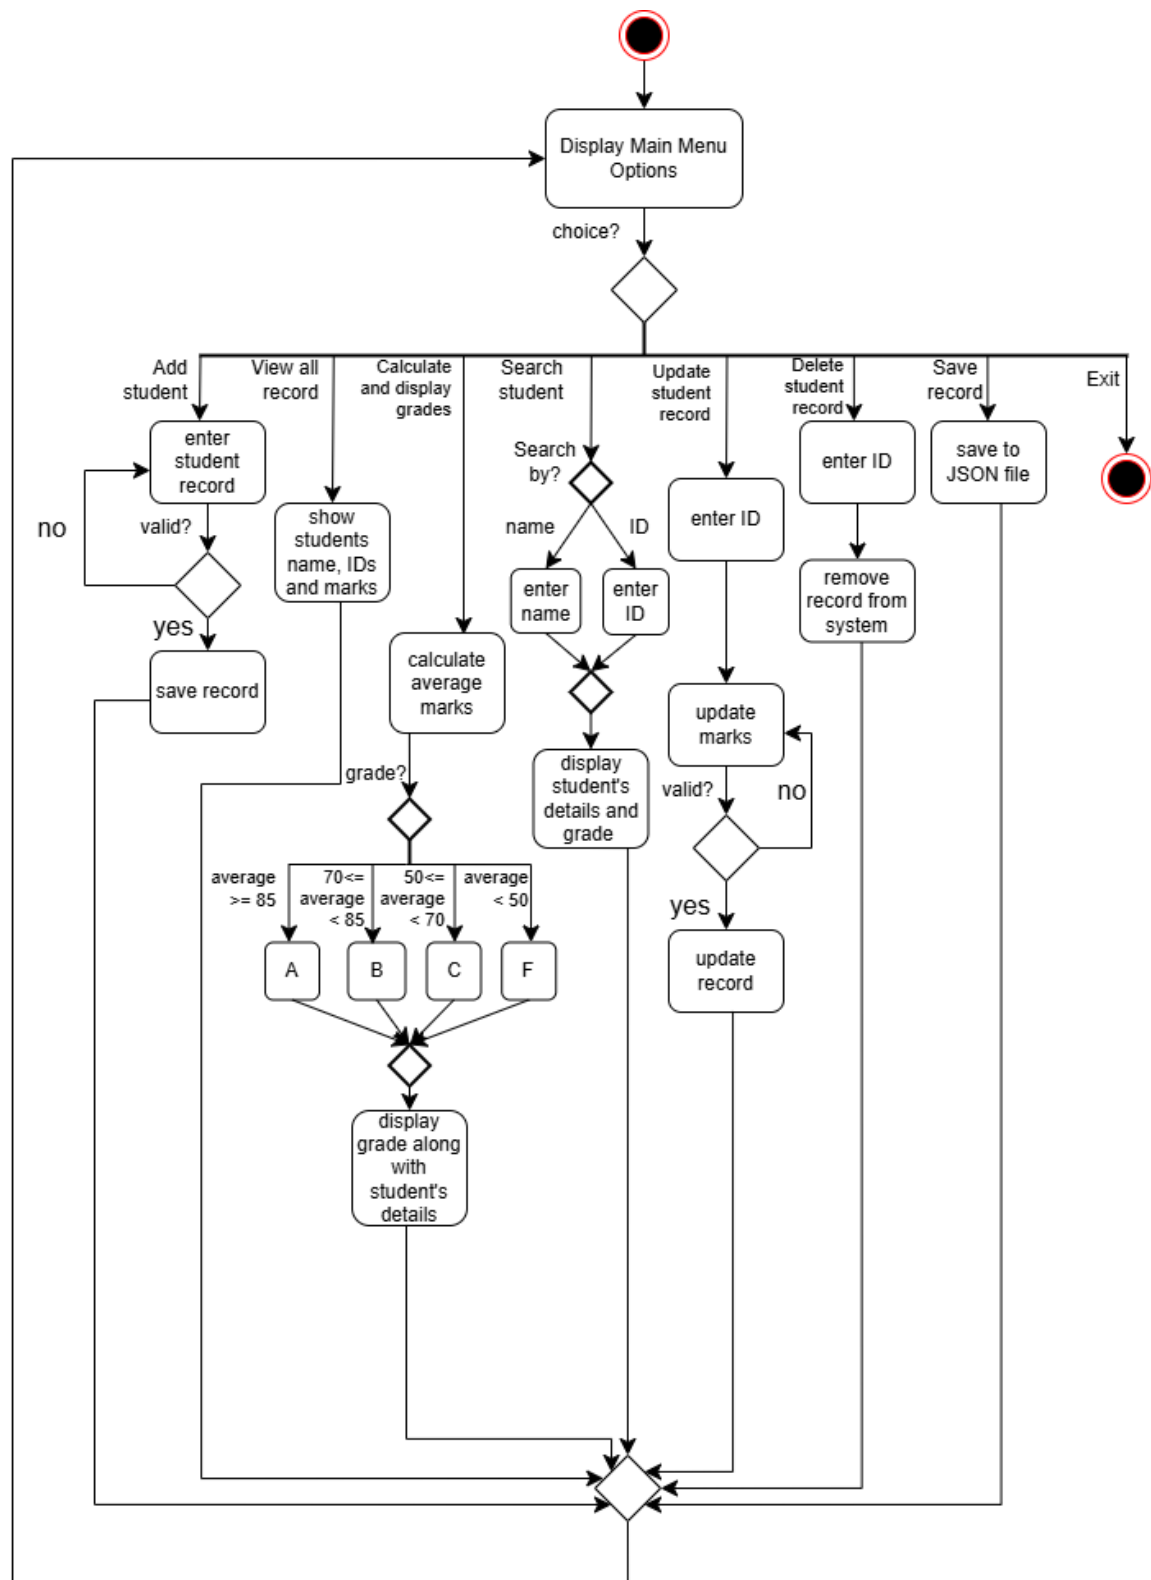 Display Main Menu
Options
choice?
Add
student
View all
record
Calculate
and display
grades
Search
student
Update
student
record
Delete
student
record
Save
record
Exit
enter
student
record
no
valid?
yes
save record
show
students
name, IDs
and marks
calculate
average
marks
grade?
average
>= 85
70<=
average
< 85
50<=
average
< 70
average
< 50
A
B
C
F
display
grade along
with
student's
details
Search
by?
name
ID
enter
name
enter
ID
display
student's
details and
grade
enter ID
update
marks
valid?
no
yes
update
record
enter ID
remove
record from
system
save to
JSON file